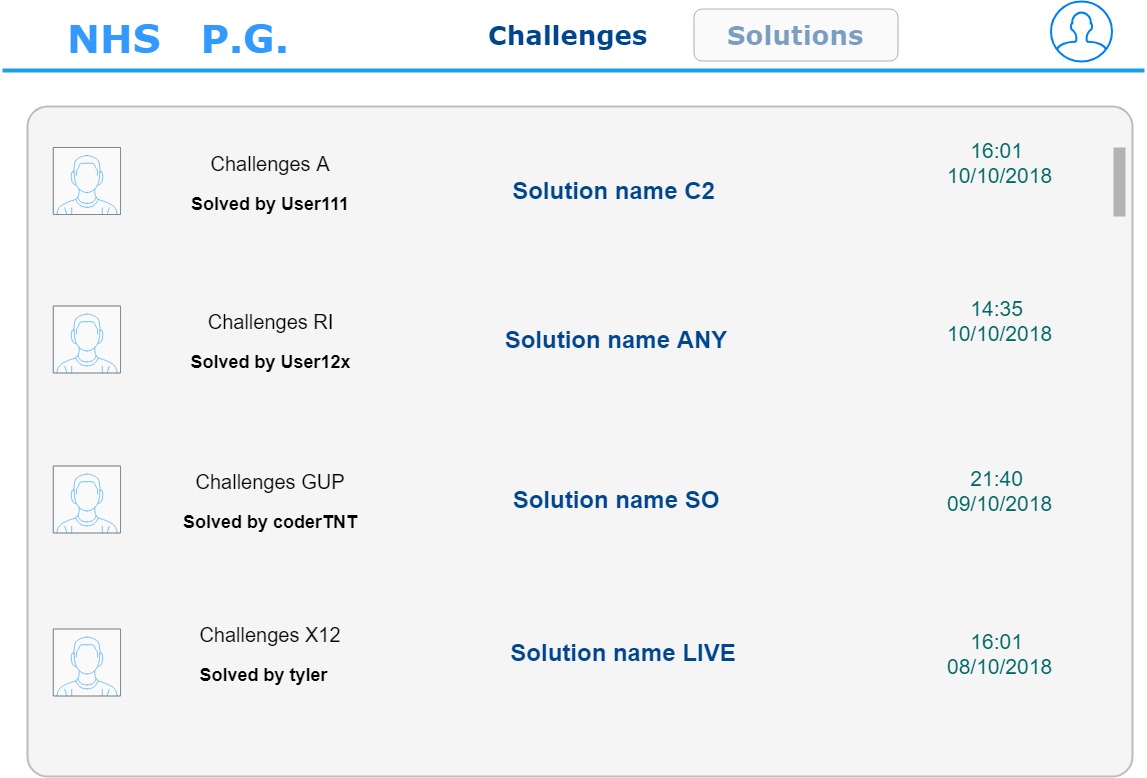 NHS P.G.
Challenges
Solutions
Challenges A
Solved by User111
Solution name C2
16:01
10/10/2018
Challenges RI
Solved by User12x
Solution name ANY
14:35
10/10/2018
Challenges GUP
Solved by coderTNT
Solution name SO
21:40
09/10/2018
Challenges X12
Solved by tyler
Solution name LIVE
16:01
08/10/2018